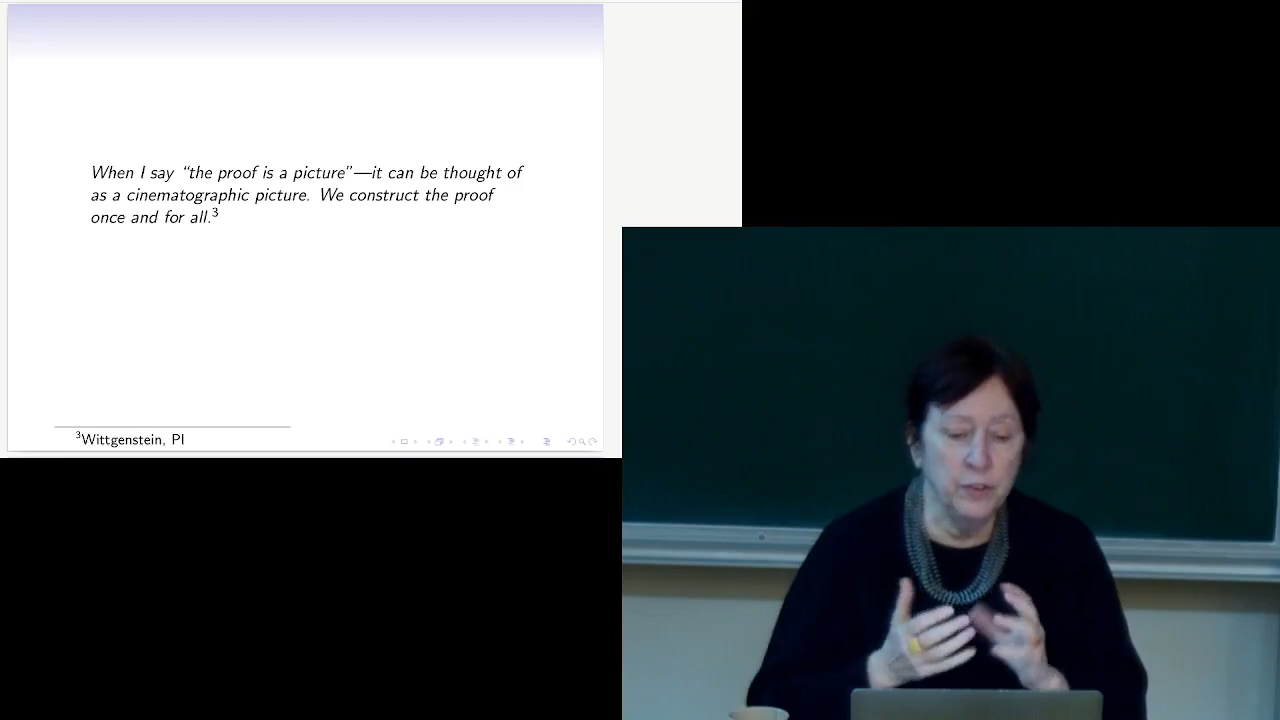 When I say “the proof is a picture”—it can be thought of
as a cinematographic picture. We construct the proof
once and for all.³
³Wittgenstein, PI